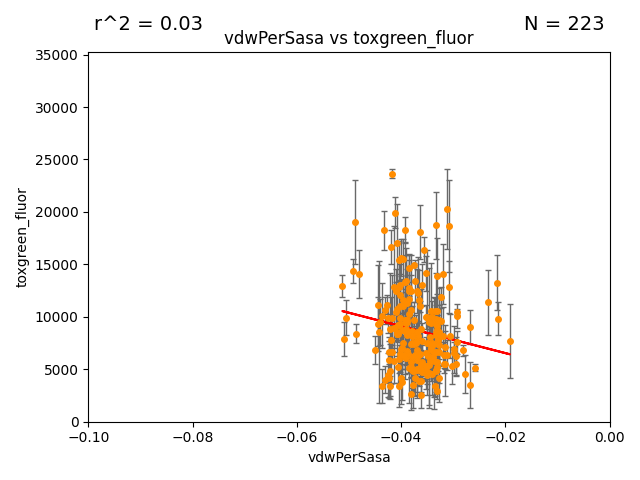 r^2 = 0.03
N = 223
vdwPerSasa vs toxgreen_fluor
35000
30000
25000
20000
15000
10000
5000
0
toxgreen_fluor
−0.10
−0.08
−0.06
−0.04
−0.02
0.00
vdwPerSasa